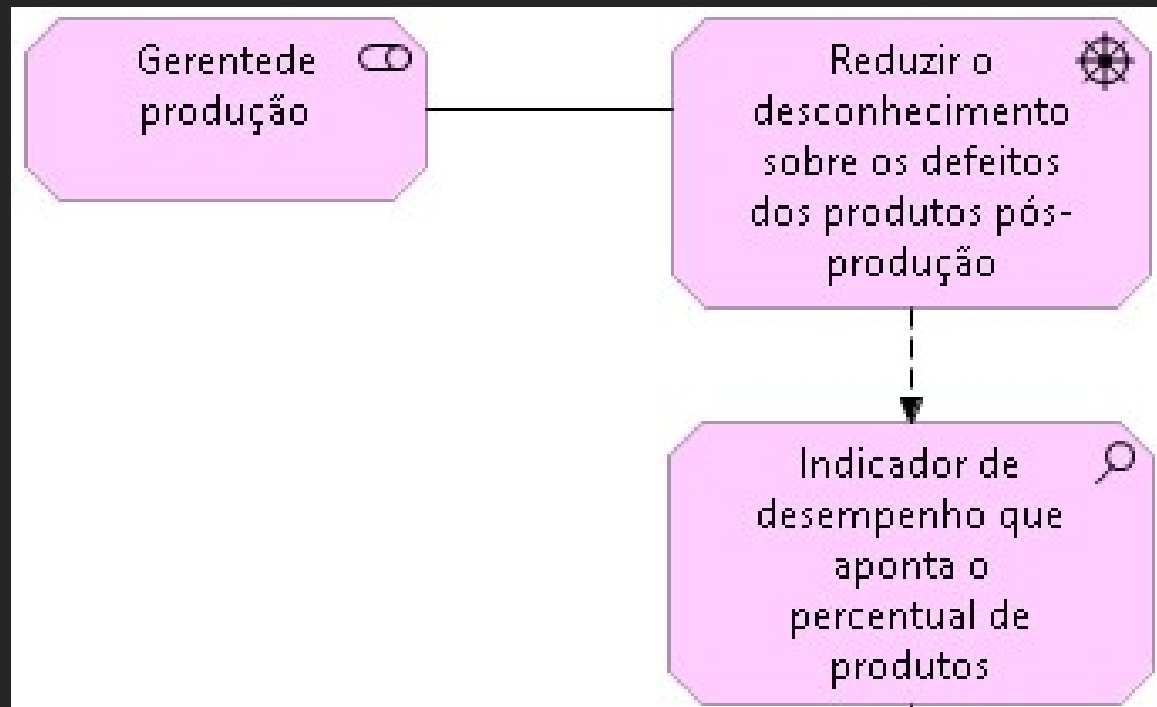 Gerentede
produção
Reduzir o
desconhecimento
sobre os defeitos
dos produtos pós-
produção
Indicador de
desempenho que
aponta o
percentual de
produtos